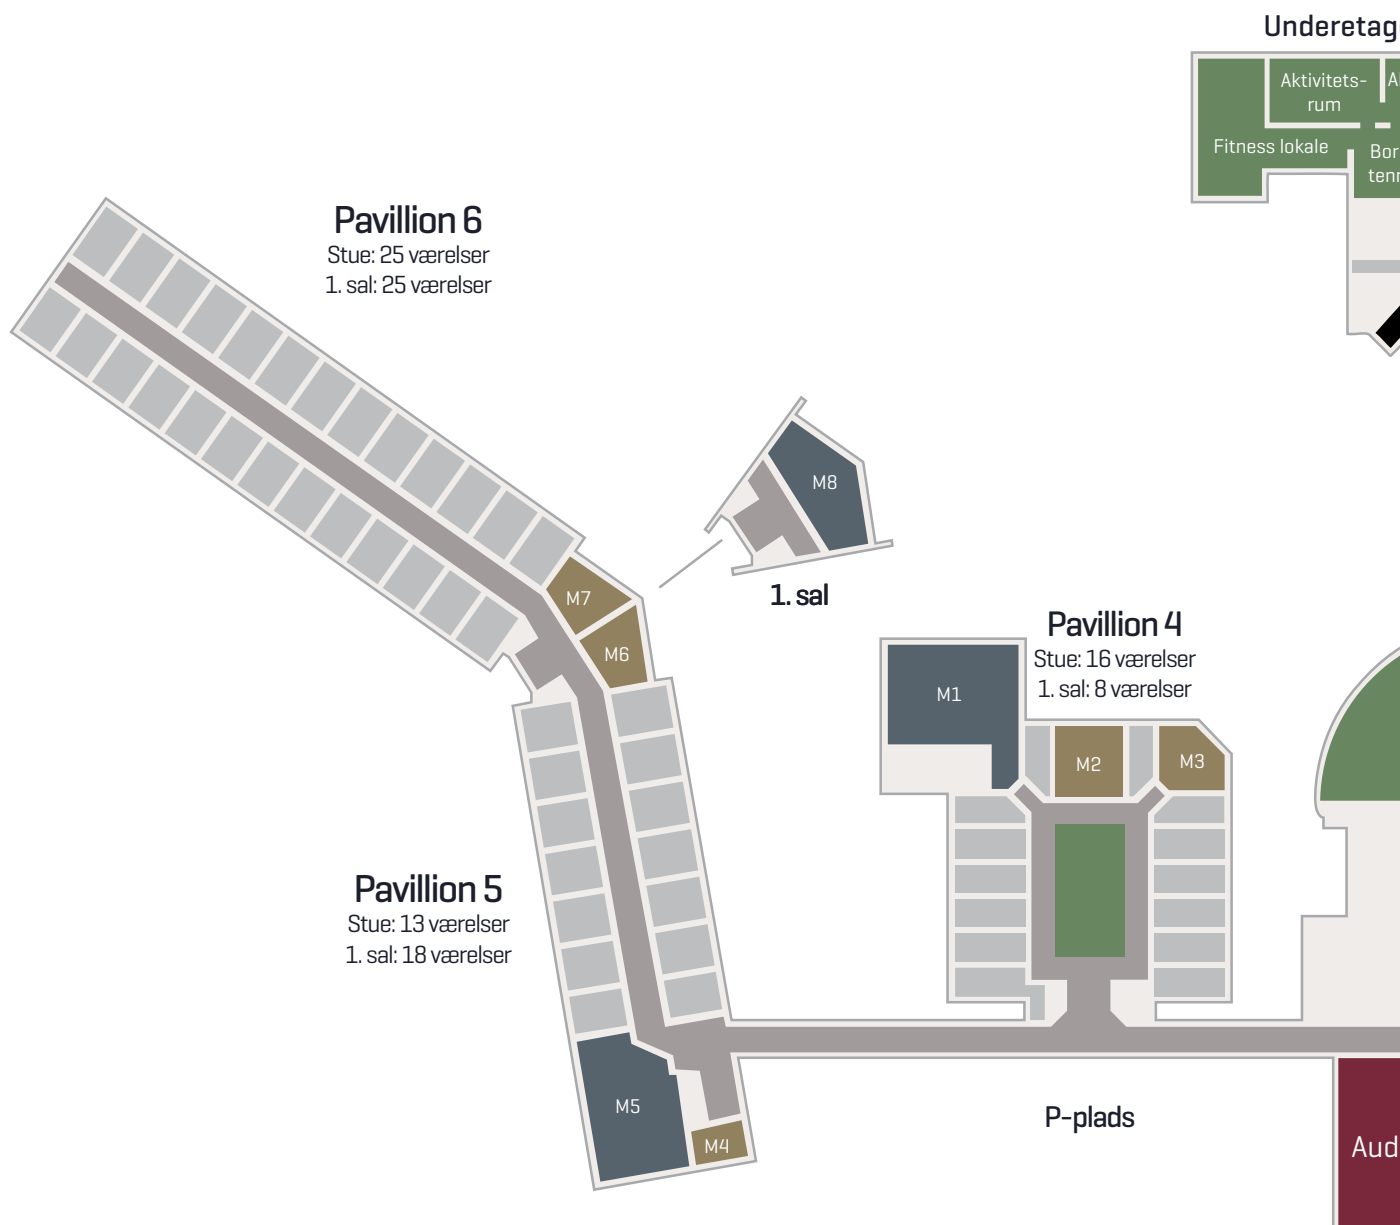 Underetag
Aktivitets-
rum
Fitness lokale
Pavillion 6
Stue: 25 værelser
1. sal: 25 værelser
M8
1. sal
M7
M6
Pavillion 4
Stue: 16 værelser
1. sal: 8 værelser
M1
M2
M3
Pavillion 5
Stue: 13 værelser
1. sal: 18 værelser
M5
M4
P-plads
Aud